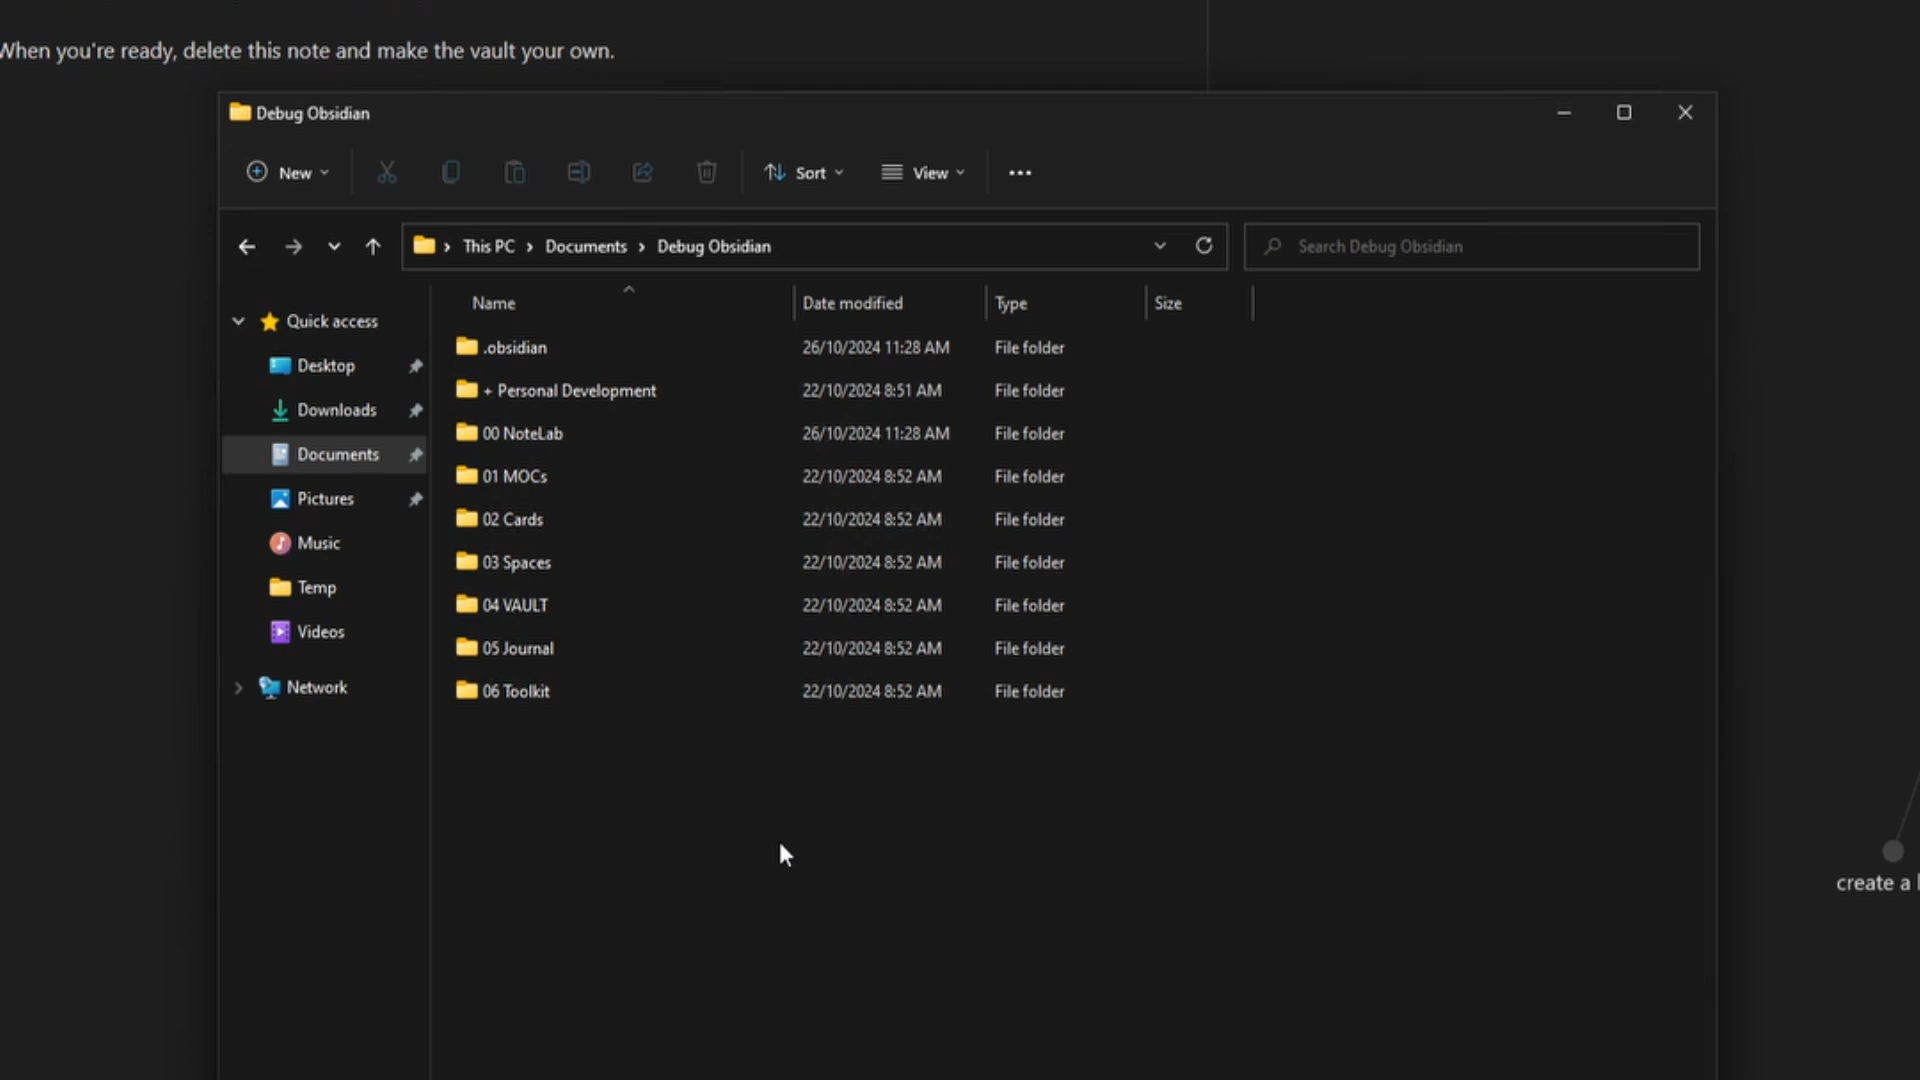 When you're ready, delete this note and make the vault your own.
Debug Obsidian
New Sort View
This PC Documents Debug Obsidian Search Debug Obsidian
Name Date modified Type Size
Quick access
Desktop
Downloads
Documents
Pictures
Music
Temp
Videos
Network
.obsidian 26/10/2024 11:28 AM File folder
+ Personal Development 22/10/2024 8:51 AM File folder
00 NoteLab 26/10/2024 11:28 AM File folder
01 MOCs 22/10/2024 8:52 AM File folder
02 Cards 22/10/2024 8:52 AM File folder
03 Spaces 22/10/2024 8:52 AM File folder
04 VAULT 22/10/2024 8:52 AM File folder
05 Journal 22/10/2024 8:52 AM File folder
06 Toolkit 22/10/2024 8:52 AM File folder
create a